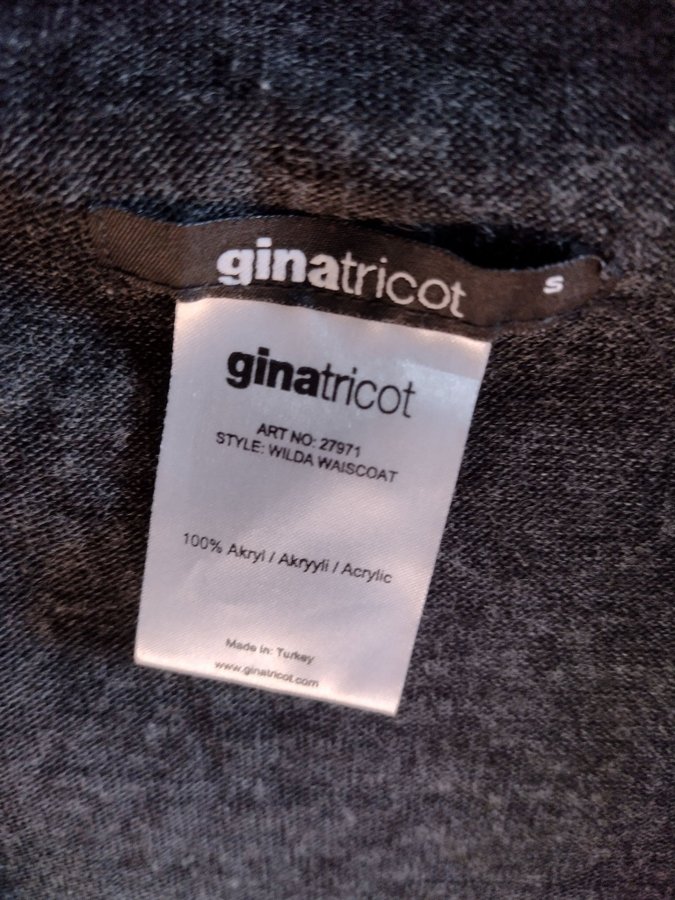 ginatricot
S
ginatricot
ART NO: 27971
STYLE: WILDA WAISCOAT
100% Akryl / Akryyli / Acrylic
Made in: Turkey
www.ginatricot.com